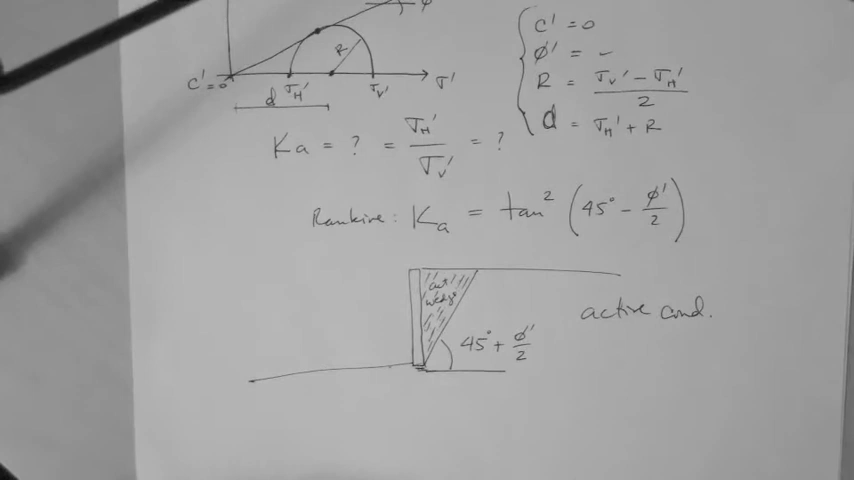 φ'
c' = 0
φ' = -
R = (σv' - σH') / 2
d = σH' + R
R
c'=0
σH'
σv'
σ'
d
Ka = ? = σH' / σv' = ?
Rankine: Ka = tan² (45° - φ'/2)
act
wedge
active cond.
45° + φ'/2